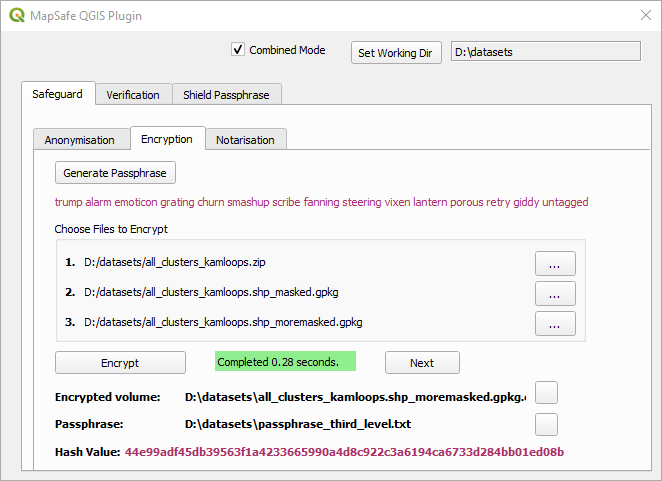 MapSafe QGIS Plugin
Combined Mode
Set Working Dir
D:\datasets
Safeguard
Verification
Shield Passphrase
Anonymisation
Encryption
Notarisation
Generate Passphrase
trump alarm emoticon grating churn smashup scribe fanning steering vixen lantern porous retry giddy untagged
Choose Files to Encrypt
1. D:/datasets/all_clusters_kamloops.zip ...
2. D:/datasets/all_clusters_kamloops.shp_masked.gpkg ...
3. D:/datasets/all_clusters_kamloops.shp_moremasked.gpkg ...
Encrypt
Completed 0.28 seconds.
Next
Encrypted volume: D:\datasets\all_clusters_kamloops.shp_moremasked.gpkg.
Passphrase: D:\datasets\passphrase_third_level.txt
Hash Value: 44e99adf45db39563f1a4233665990a4d8c922c3a6194ca6733d284bb01ed08b